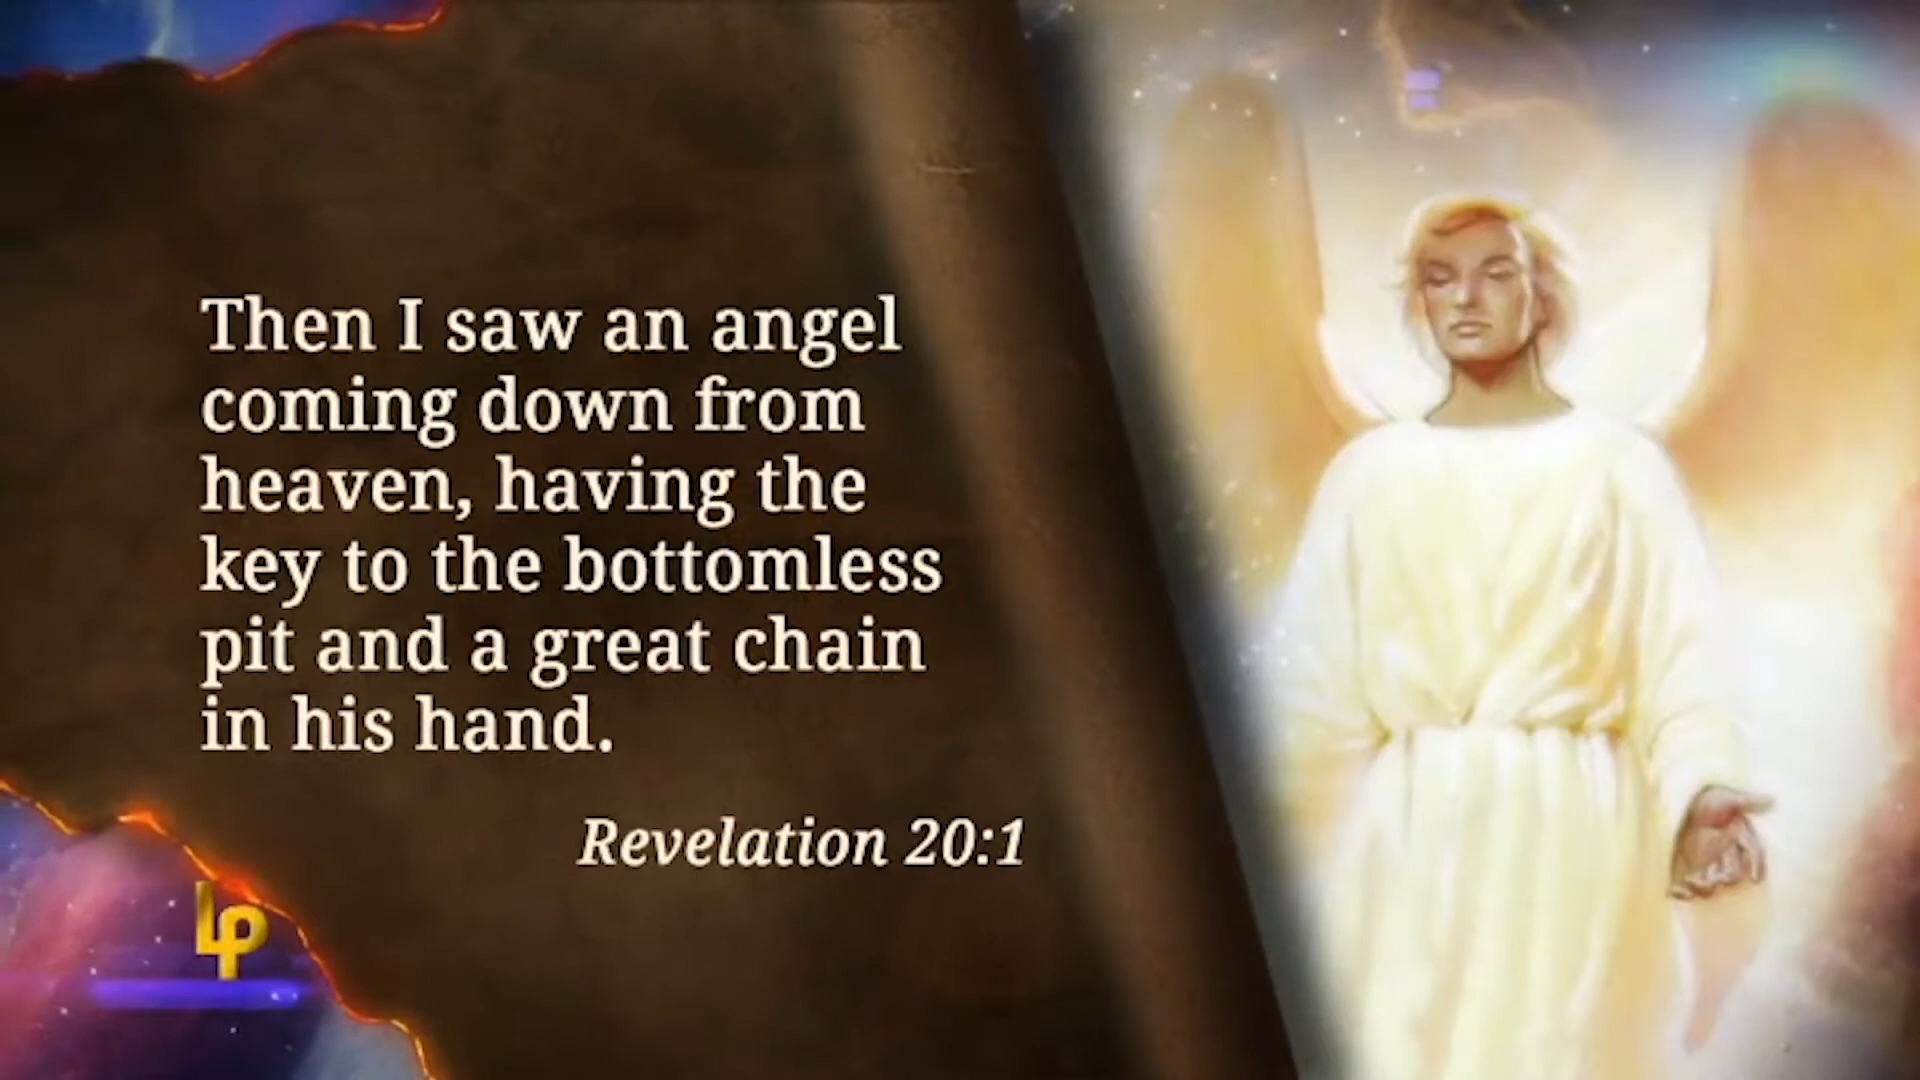 Then I saw an angel
coming down from
heaven, having the
key to the bottomless
pit and a great chain
in his hand.
Revelation 20:1
LP